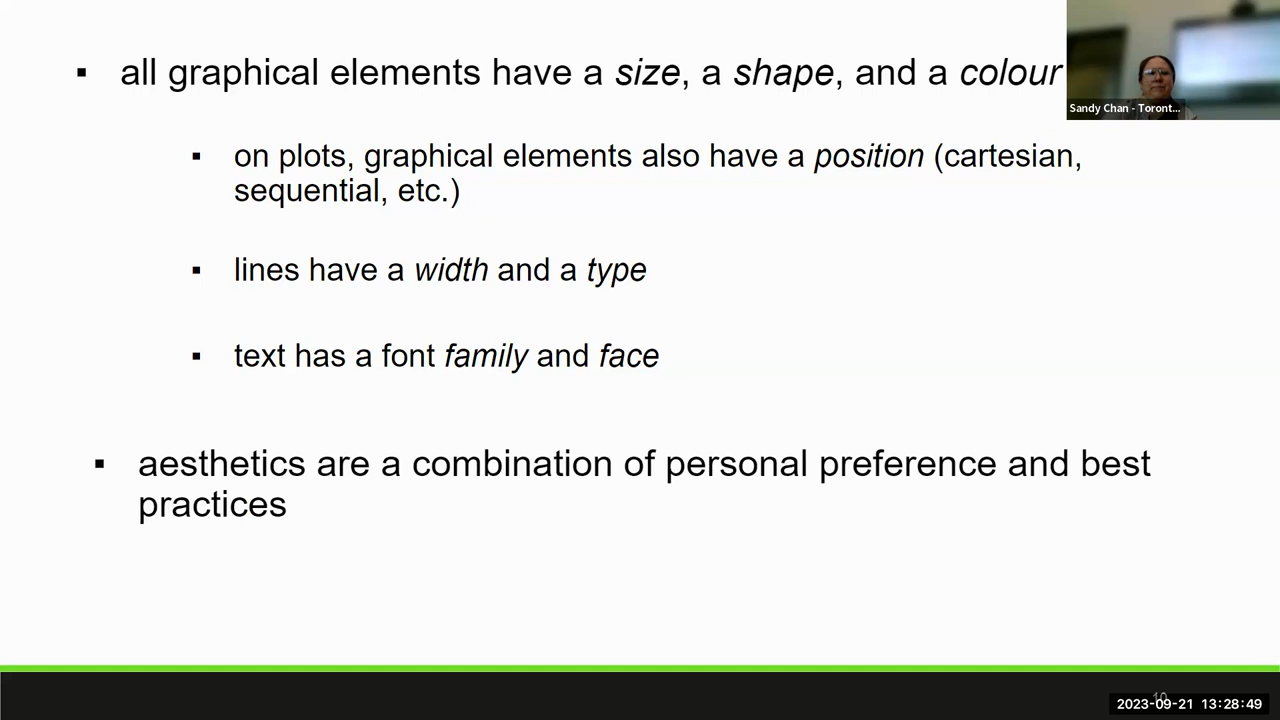 ▪ all graphical elements have a size, a shape, and a colour
Sandy Chan - Toront...
▪ on plots, graphical elements also have a position (cartesian,
sequential, etc.)
▪ lines have a width and a type
▪ text has a font family and face
▪ aesthetics are a combination of personal preference and best
practices
10
2023-09-21 13:28:49